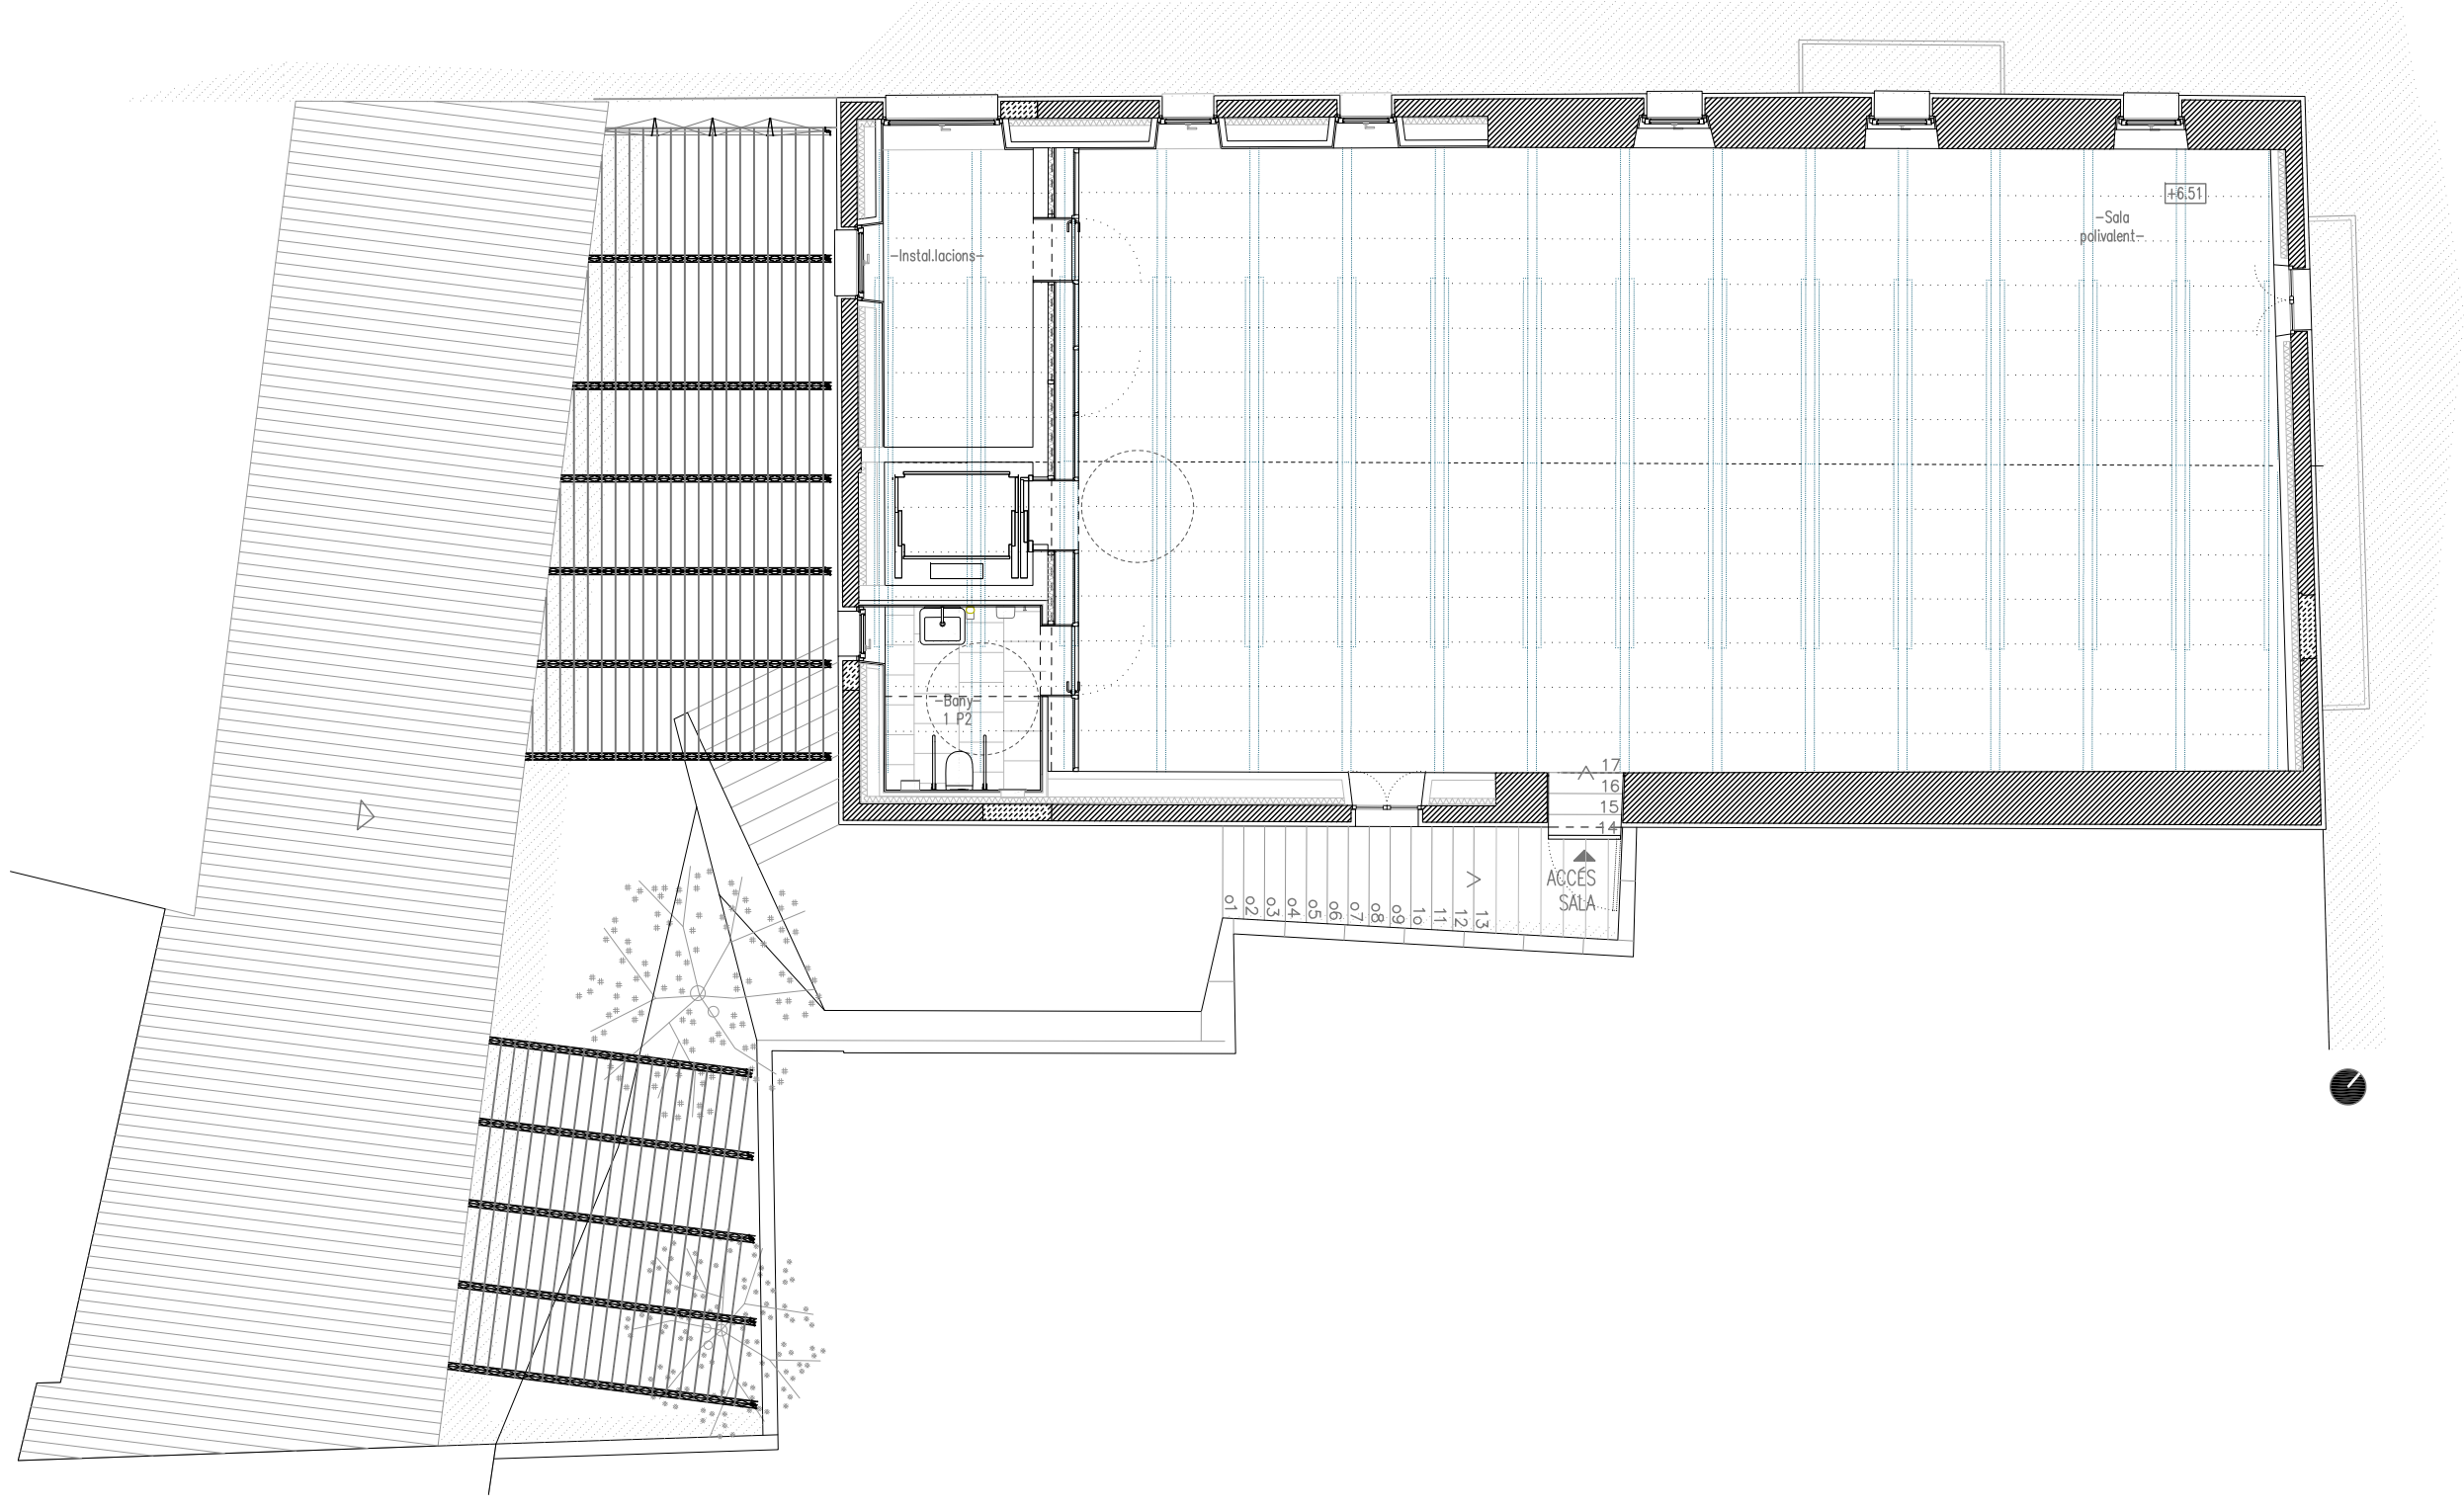 +6.51
-Sala
polivalent-
-Instal.lacions-
-Bany-
1 P2
17
16
15
14
ACCÉS
SALA
o1
o2
o3
o4
o5
o6
o7
o8
o9
1o
11
12
13